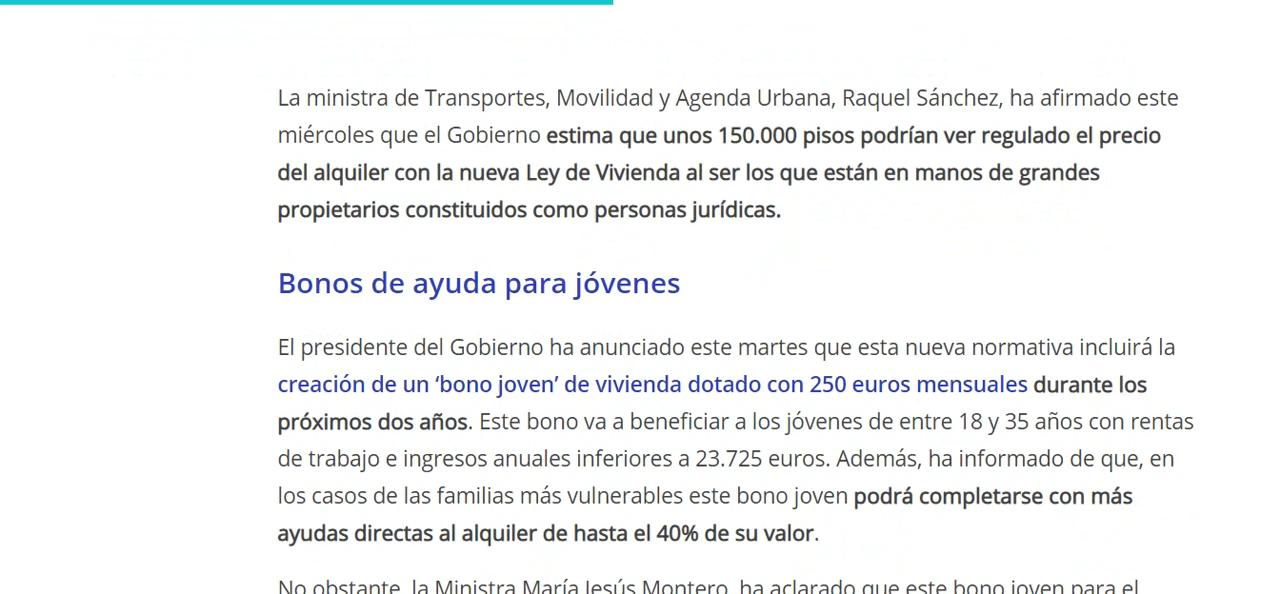 La ministra de Transportes, Movilidad y Agenda Urbana, Raquel Sánchez, ha afirmado este
miércoles que el Gobierno estima que unos 150.000 pisos podrían ver regulado el precio
del alquiler con la nueva Ley de Vivienda al ser los que están en manos de grandes
propietarios constituidos como personas jurídicas.
Bonos de ayuda para jóvenes
El presidente del Gobierno ha anunciado este martes que esta nueva normativa incluirá la
creación de un ‘bono joven’ de vivienda dotado con 250 euros mensuales durante los
próximos dos años. Este bono va a beneficiar a los jóvenes de entre 18 y 35 años con rentas
de trabajo e ingresos anuales inferiores a 23.725 euros. Además, ha informado de que, en
los casos de las familias más vulnerables este bono joven podrá completarse con más
ayudas directas al alquiler de hasta el 40% de su valor.
No obstante, la Ministra María Jesús Montero, ha aclarado que este bono joven para el